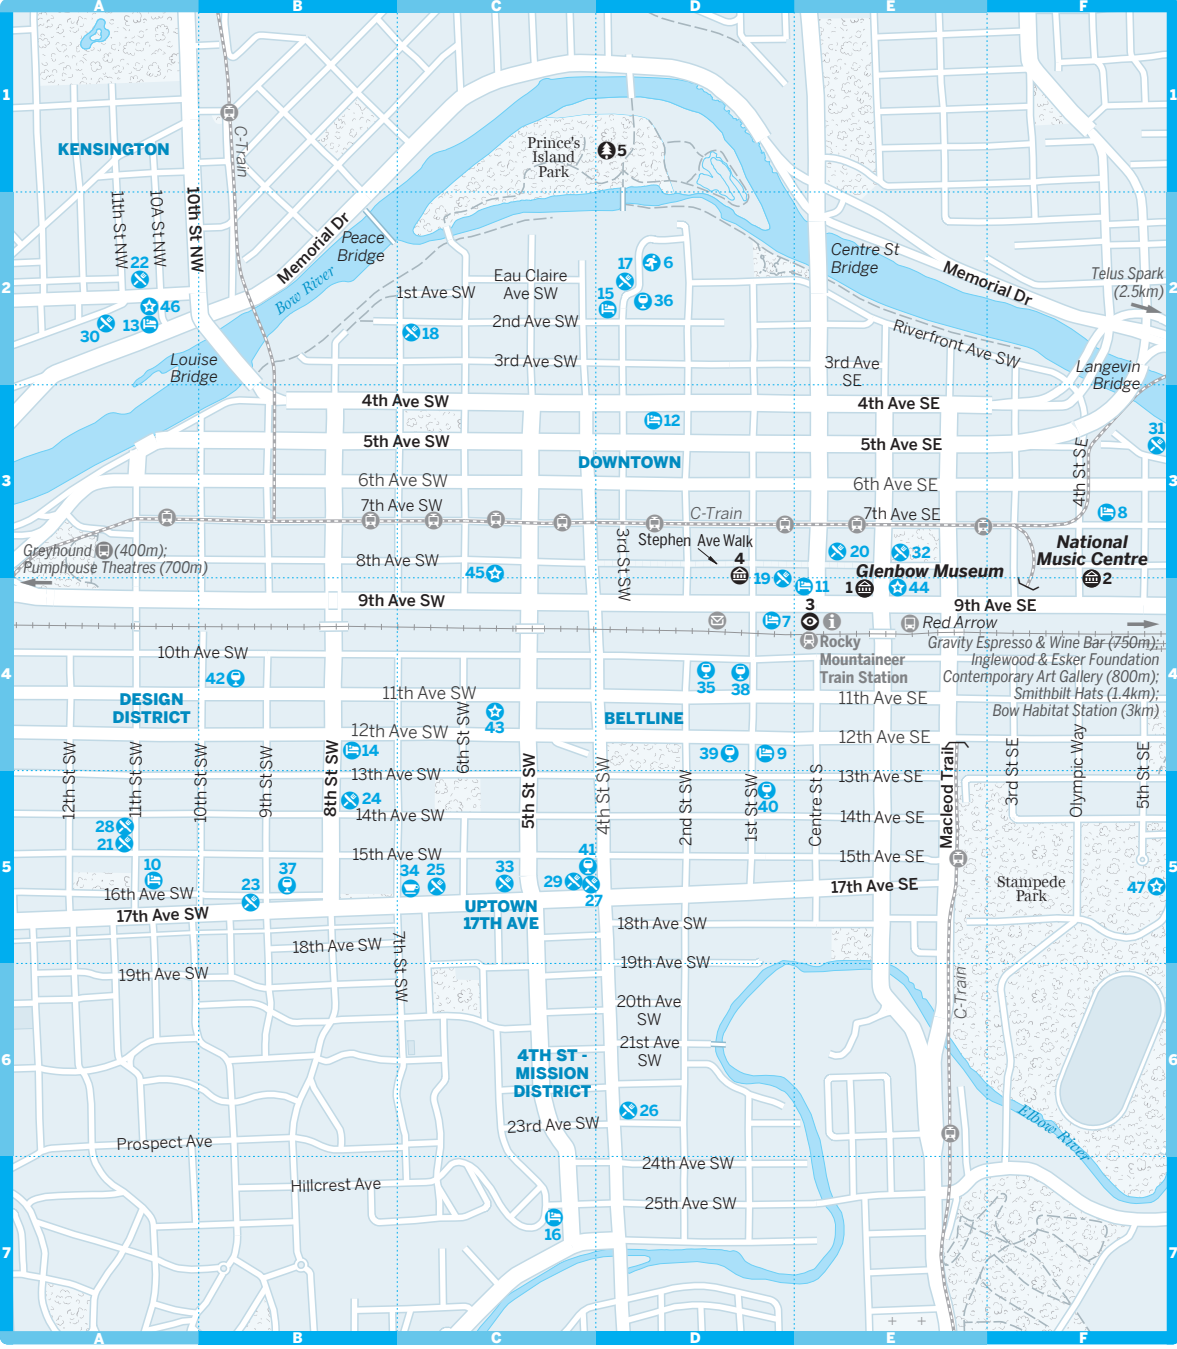 A
B
C
D
E
F
1
1
KENSINGTON
C-Train
Prince's
Island
Park
5
11th St NW
10A St NW
10th St NW
Memorial Dr
Peace
Bridge
Bow River
Centre St
Bridge
Memorial Dr
Telus Spark
(2.5km)
22
17
6
2
2
Eau Claire
Ave SW
1st Ave SW
15
36
46
30
13
2nd Ave SW
18
Riverfront Ave SW
Louise
Bridge
3rd Ave SW
3rd Ave
SE
Langevin
Bridge
4th Ave SW
4th Ave SE
12
31
5th Ave SW
5th Ave SE
DOWNTOWN
3
3
6th Ave SW
6th Ave SE
4th St SE
7th Ave SW
C-Train
7th Ave SE
8
3rd St SW
Stephen Ave Walk
National
Music Centre
Greyhound (400m);
Pumphouse Theatres (700m)
8th Ave SW
4
20
32
Glenbow Museum
45
19
11
1
44
2
9th Ave SW
3
9th Ave SE
7
Red Arrow
Rocky
Mountaineer
Train Station
Gravity Espresso & Wine Bar (750m);
Inglewood & Esker Foundation
Contemporary Art Gallery (800m);
Smithbilt Hats (1.4km);
Bow Habitat Station (3km)
10th Ave SW
4
4
42
35
38
DESIGN
DISTRICT
11th Ave SW
11th Ave SE
BELTLINE
43
12th Ave SW
12th Ave SE
6th St SW
39
9
14
12th St SW
11th St SW
10th St SW
9th St SW
8th St SW
5th St SW
4th St SW
2nd St SW
1st St SW
Centre St S
Macleod Trail
3rd St SE
Olympic Way
5th St SE
13th Ave SW
13th Ave SE
24
40
14th Ave SW
14th Ave SE
28
21
15th Ave SW
15th Ave SE
41
5
5
10
37
34
25
33
29
27
23
16th Ave SW
17th Ave SE
Stampede
Park
47
17th Ave SW
UPTOWN
17TH AVE
18th Ave SW
18th Ave SW
7th St SW
19th Ave SW
19th Ave SW
C-Train
20th Ave
SW
21st Ave
SW
6
6
4TH ST -
MISSION
DISTRICT
26
23rd Ave SW
Elbow River
Prospect Ave
24th Ave SW
Hillcrest Ave
25th Ave SW
16
7
7
A
B
C
D
E
F